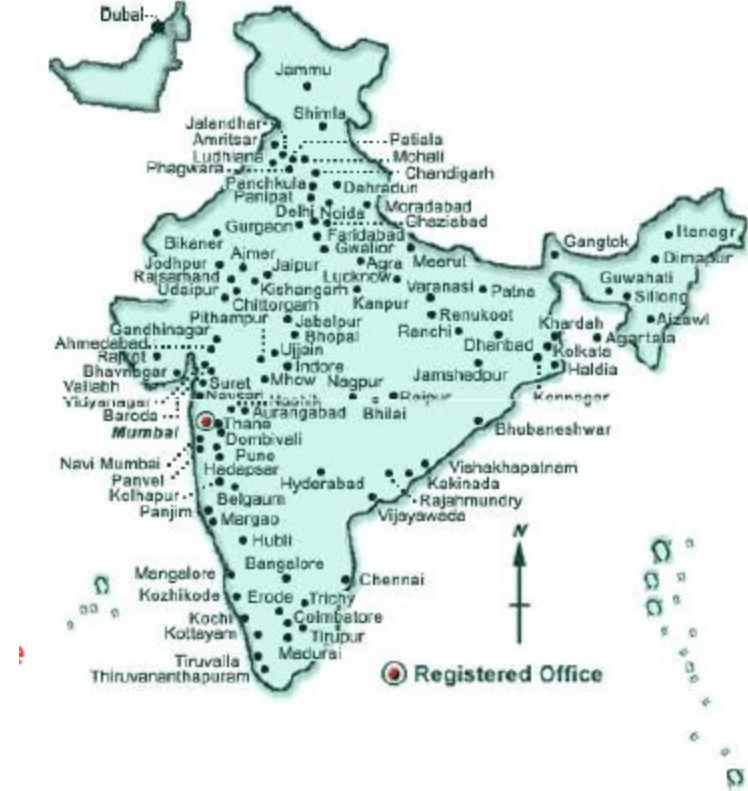 Dubai
Jammu
Shimla
Jalandhar
Amritsar
Ludhiana
Phagwara
Patiala
Mohali
Chandigarh
Panchkula
Dehradun
Panipat
Delhi Noida
Moradabad
Ghaziabad
Gurgaon
Faridabad
Bikaner
Gwalior
Gangtok
Itanagr
Jodhpur
Ajmer
Jaipur
Agra
Meerut
Dimapur
Rajsamand
Lucknow
Guwahati
Udaipur
Kishangarh
Varanasi
Patna
Sillong
Chittorgarh
Kanpur
Pithampur
Jabalpur
Renukoot
Aizawl
Gandhinagar
Bhopal
Ranchi
Khardah
Agartala
Ahmedabad
Dhanbad
Kolkata
Rajkot
Ujjain
Indore
Haldia
Bhavnagar
Surat
Mhow
Nagpur
Jamshedpur
Vallabh
Vidyanagar
Navsari
Nashik
Raipur
Konnagar
Baroda
Aurangabad
Bhilai
Mumbai
Thane
Dombivali
Bhubaneshwar
Navi Mumbai
Pune
Panvel
Hadapsar
Hyderabad
Vishakhapatnam
Kakinada
Kolhapur
Belgaum
Rajahmundry
Panjim
Margao
Vijayawada
Hubli
N
Bangalore
Mangalore
Chennai
Kozhikode
Erode
Trichy
Kochi
Coimbatore
Kottayam
Tirupur
Madurai
Tiruvalla
Thiruvananthapuram
Registered Office